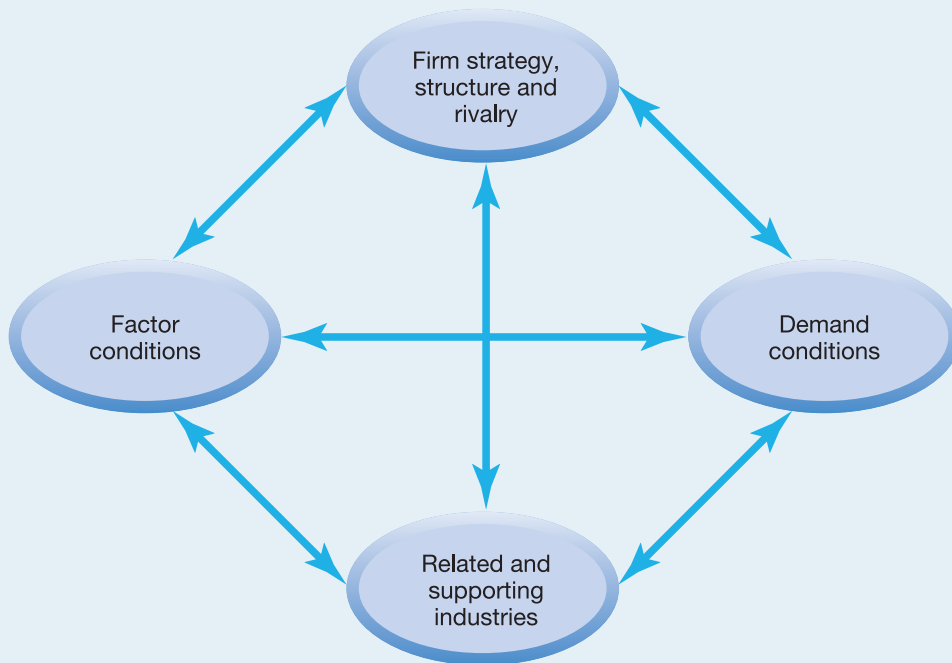 Firm strategy,
structure and
rivalry
Factor
conditions
Demand
conditions
Related and
supporting
industries